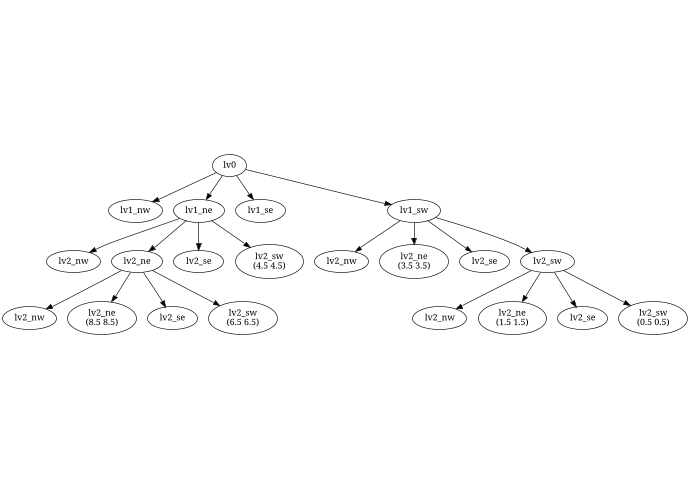 lv0
lv1_nw
lv1_ne
lv1_se
lv1_sw
lv2_nw
lv2_ne
lv2_se
lv2_sw
(4.5 4.5)
lv2_nw
lv2_ne
(3.5 3.5)
lv2_se
lv2_sw
lv2_nw
lv2_ne
(8.5 8.5)
lv2_se
lv2_sw
(6.5 6.5)
lv2_nw
lv2_ne
(1.5 1.5)
lv2_se
lv2_sw
(0.5 0.5)